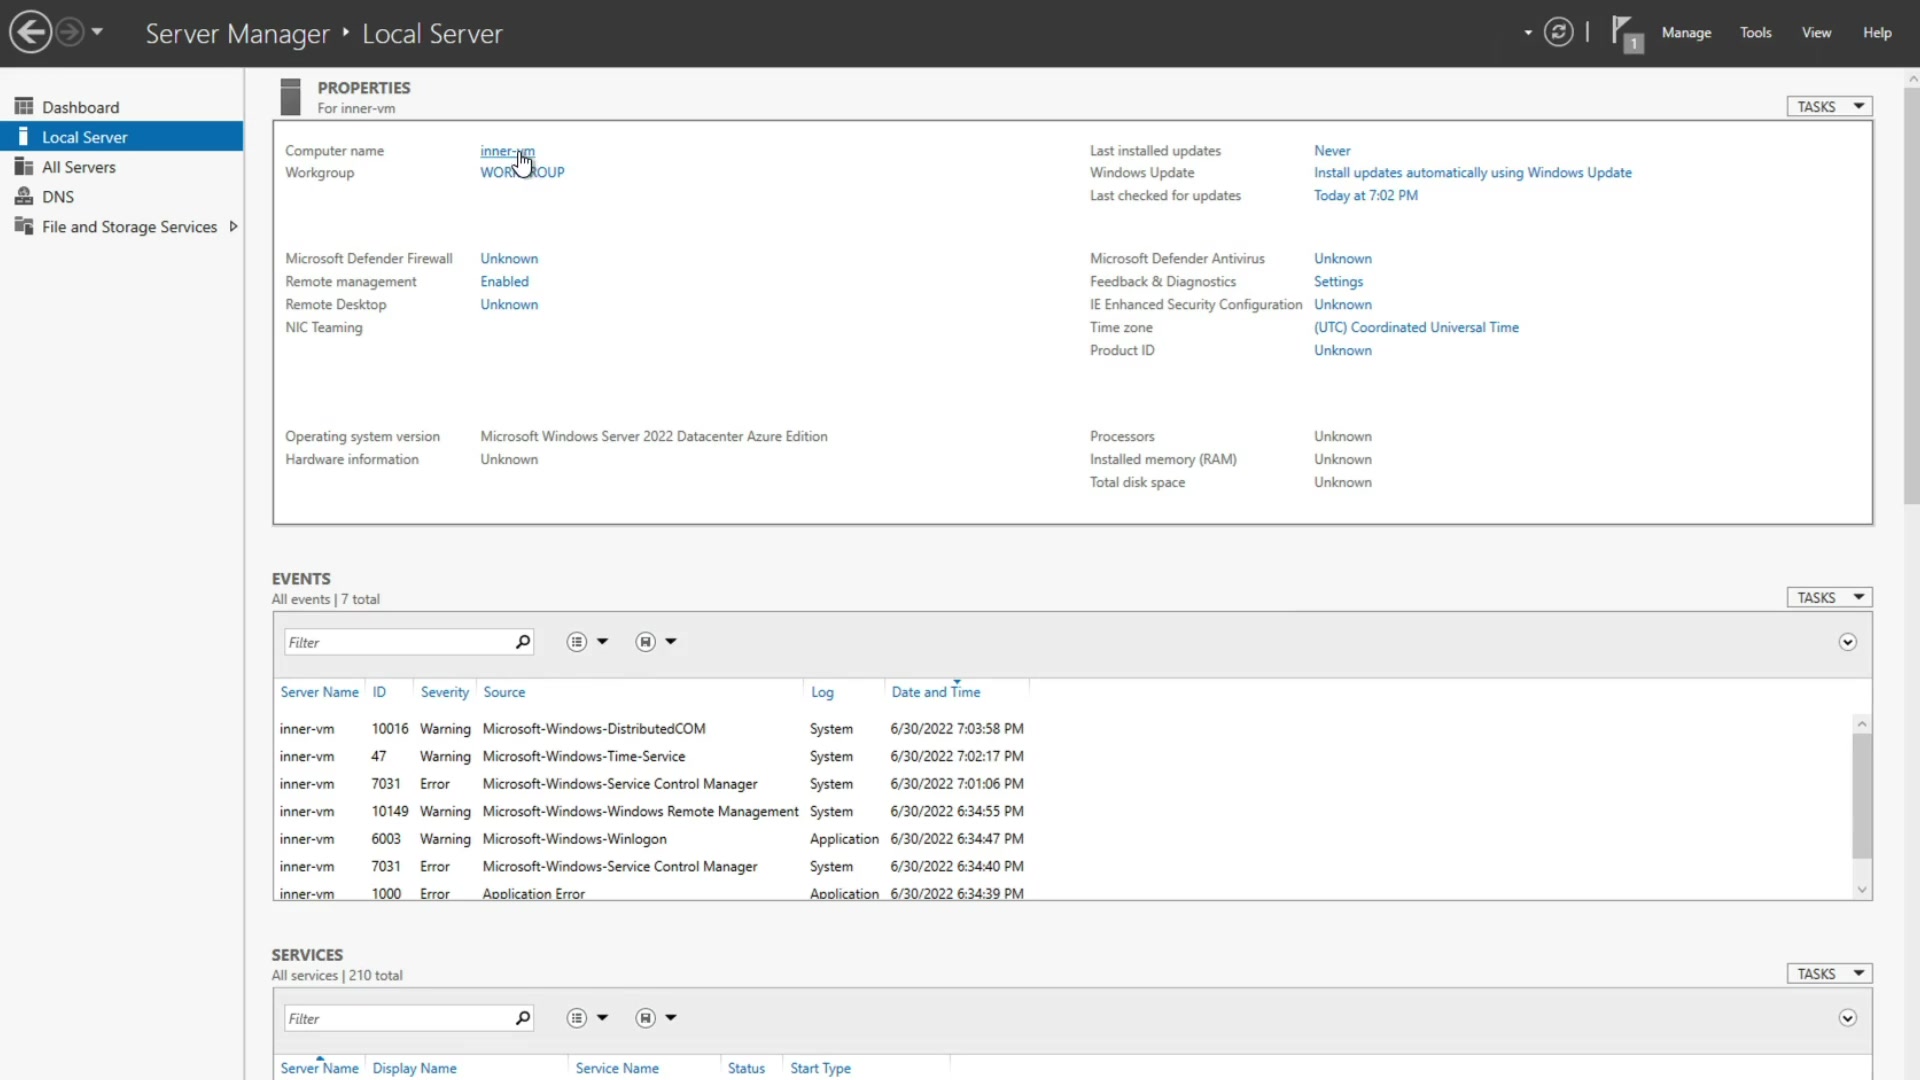 Server Manager ‣ Local Server
1
Manage
Tools
View
Help
Dashboard
Local Server
All Servers
DNS
File and Storage Services
PROPERTIES
For inner-vm
TASKS
Computer name inner-vm
Workgroup WORKGROUP
Last installed updates Never
Windows Update Install updates automatically using Windows Update
Last checked for updates Today at 7:02 PM
Microsoft Defender Firewall Unknown
Remote management Enabled
Remote Desktop Unknown
NIC Teaming
Microsoft Defender Antivirus Unknown
Feedback & Diagnostics Settings
IE Enhanced Security Configuration Unknown
Time zone (UTC) Coordinated Universal Time
Product ID Unknown
Operating system version Microsoft Windows Server 2022 Datacenter Azure Edition
Hardware information Unknown
Processors Unknown
Installed memory (RAM) Unknown
Total disk space Unknown
EVENTS
All events | 7 total
TASKS
Filter
Server Name ID Severity Source Log Date and Time
inner-vm 10016 Warning Microsoft-Windows-DistributedCOM System 6/30/2022 7:03:58 PM
inner-vm 47 Warning Microsoft-Windows-Time-Service System 6/30/2022 7:02:17 PM
inner-vm 7031 Error Microsoft-Windows-Service Control Manager System 6/30/2022 7:01:06 PM
inner-vm 10149 Warning Microsoft-Windows-Windows Remote Management System 6/30/2022 6:34:55 PM
inner-vm 6003 Warning Microsoft-Windows-Winlogon Application 6/30/2022 6:34:47 PM
inner-vm 7031 Error Microsoft-Windows-Service Control Manager System 6/30/2022 6:34:40 PM
inner-vm 1000 Error Application Error Application 6/30/2022 6:34:39 PM
SERVICES
All services | 210 total
TASKS
Filter
Server Name Display Name Service Name Status Start Type